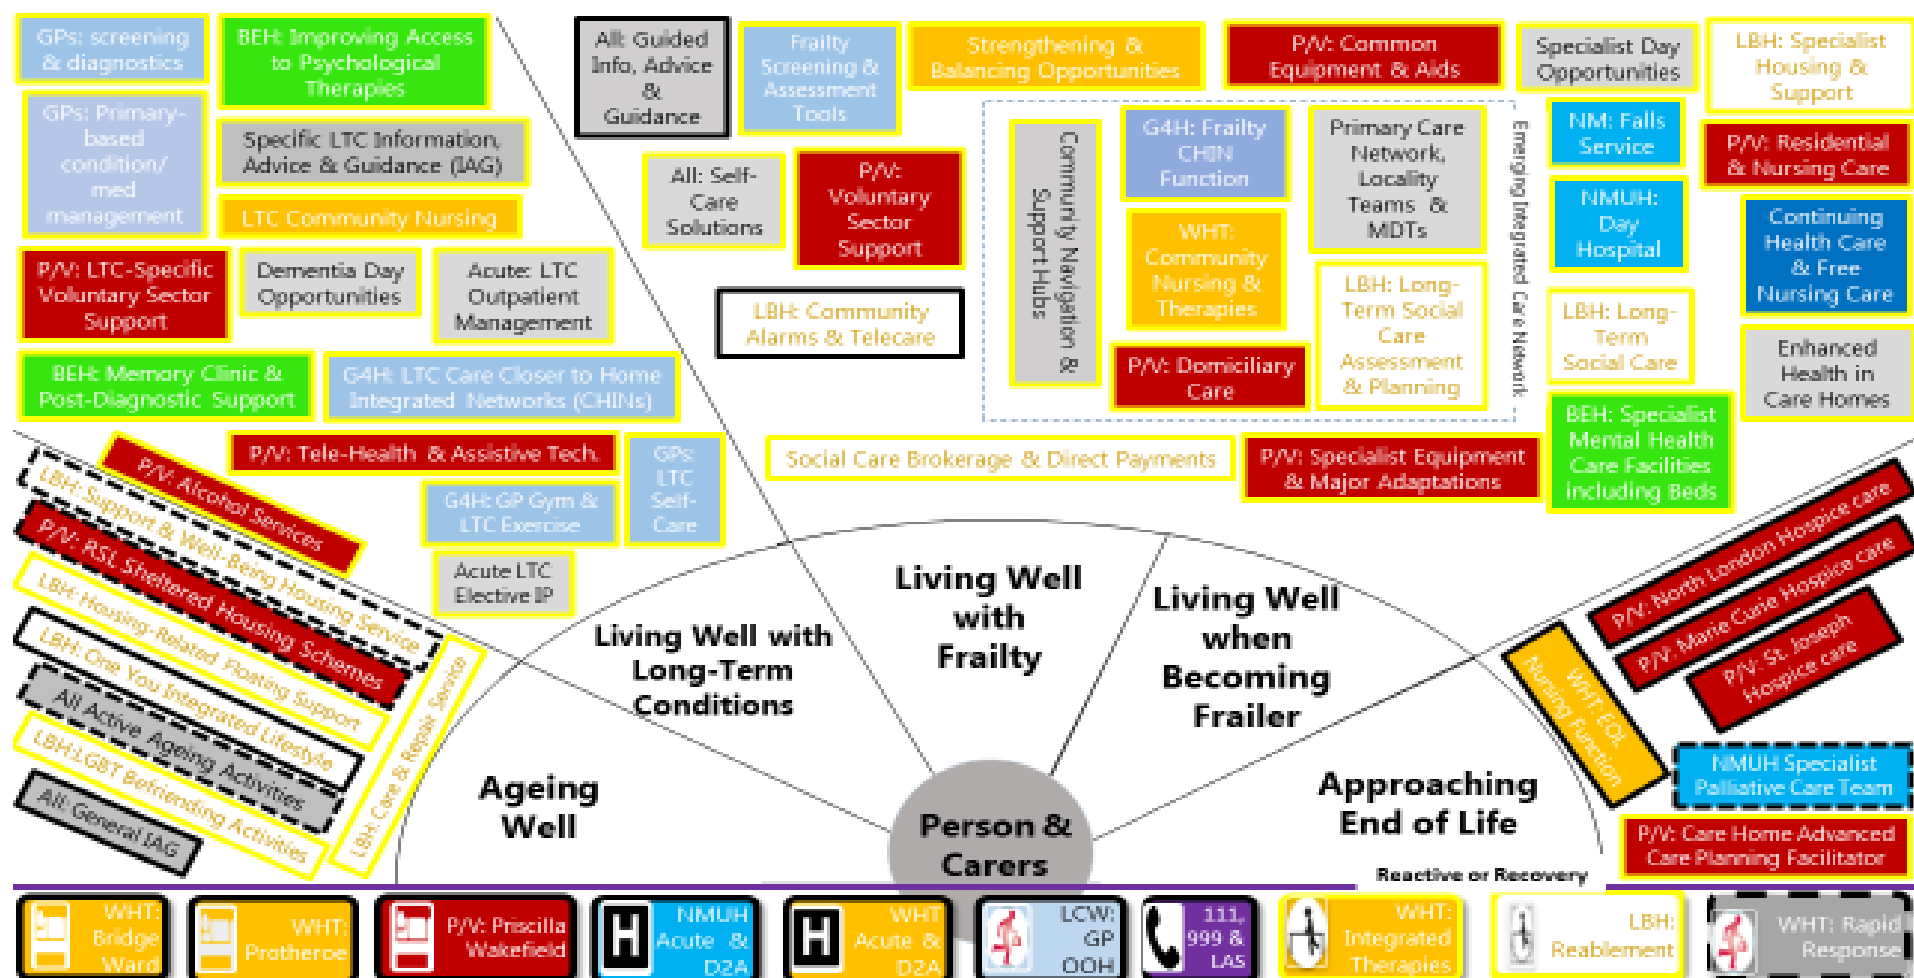 GPs: screening
& diagnostics
BEH: Improving Access
to Psychological
Therapies
GPs: Primary-
based
condition/
med
management
Specific LTC Information,
Advice & Guidance (IAG)
LTC Community Nursing
P/V: LTC-Specific
Voluntary Sector
Support
Dementia Day
Opportunities
Acute: LTC
Outpatient
Management
BEH: Memory Clinic &
Post-Diagnostic Support
G4H: LTC Care Closer to Home
Integrated Networks (CHINs)
P/V: Tele-Health & Assistive Tech.
GPs:
LTC
Self-
Care
G4H: GP Gym &
LTC Exercise
Acute LTC
Elective IP
All: Guided
Info, Advice
&
Guidance
Frailty
Screening &
Assessment
Tools
Strengthening &
Balancing Opportunities
P/V: Common
Equipment & Aids
Specialist Day
Opportunities
LBH: Specialist
Housing &
Support
All: Self-
Care
Solutions
P/V:
Voluntary
Sector
Support
LBH: Community
Alarms & Telecare
Community Navigation &
Support Hubs
G4H: Frailty
CHIN
Function
WHT:
Community
Nursing &
Therapies
P/V: Domiciliary
Care
Primary Care
Network,
Locality
Teams &
MDTs
LBH: Long-
Term Social
Care
Assessment
& Planning
Emerging Integrated Care Network
NM: Falls
Service
NMUH:
Day
Hospital
LBH: Long-
Term
Social Care
P/V: Residential
& Nursing Care
Continuing
Health Care
& Free
Nursing Care
Enhanced
Health in
Care Homes
BEH: Specialist
Mental Health
Care Facilities
including Beds
Social Care Brokerage & Direct Payments
P/V: Specialist Equipment
& Major Adaptations
P/V: Alcohol Services
LBH: Support & Well-Being Housing Service
P/V: RSL Sheltered Housing Schemes
LBH: Housing-Related Floating Support
LBH: One You Integrated Lifestyle
All Active Ageing Activities
LBH:LGBT Befriending Activities
All: General IAG
LBH: Care & Repair Service
Ageing
Well
Living Well with
Long-Term
Conditions
Living Well
with
Frailty
Living Well
when
Becoming
Frailer
Approaching
End of Life
Person &
Carers
P/V: North London Hospice care
P/V: Marie Curie Hospice care
P/V: St. Joseph
Hospice care
WHT: EOL
Nursing Function
NMUH Specialist
Palliative Care Team
P/V: Care Home Advanced
Care Planning Facilitator
Reactive or Recovery
WHT:
Bridge
Ward
WHT:
Protheroe
P/V: Priscilla
Wakefield
H
NMUH
Acute &
D2A
H
WHT
Acute &
D2A
LCW:
GP
OOH
111,
999 &
LAS
WHT:
Integrated
Therapies
LBH:
Reablement
WHT: Rapid
Response